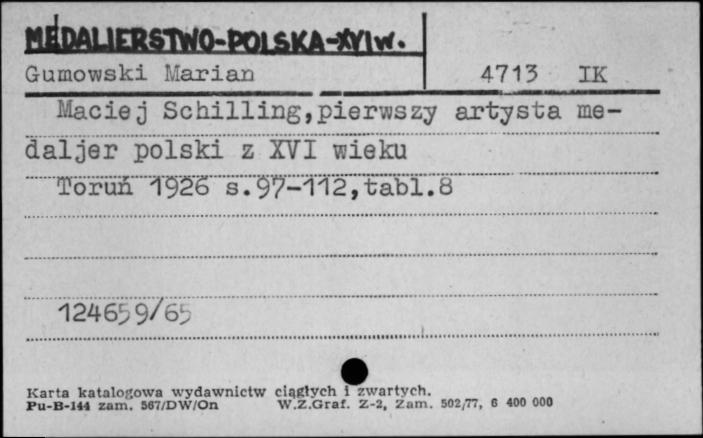 MEDALIERSTWO-POLSKA-XVIw.
Gumowski Marian 4713 IK
Maciej Schilling,pierwszy artysta me-
daljer polski z XVI wieku
Toruń 1926 s.97-112,tabl.8
124659/65
Karta katalogowa wydawnictw ciągłych i zwartych.
Pu-B-144 zam. 567/DW/On W.Z.Graf. Z-2, Zam. 502/77, 6 400 000